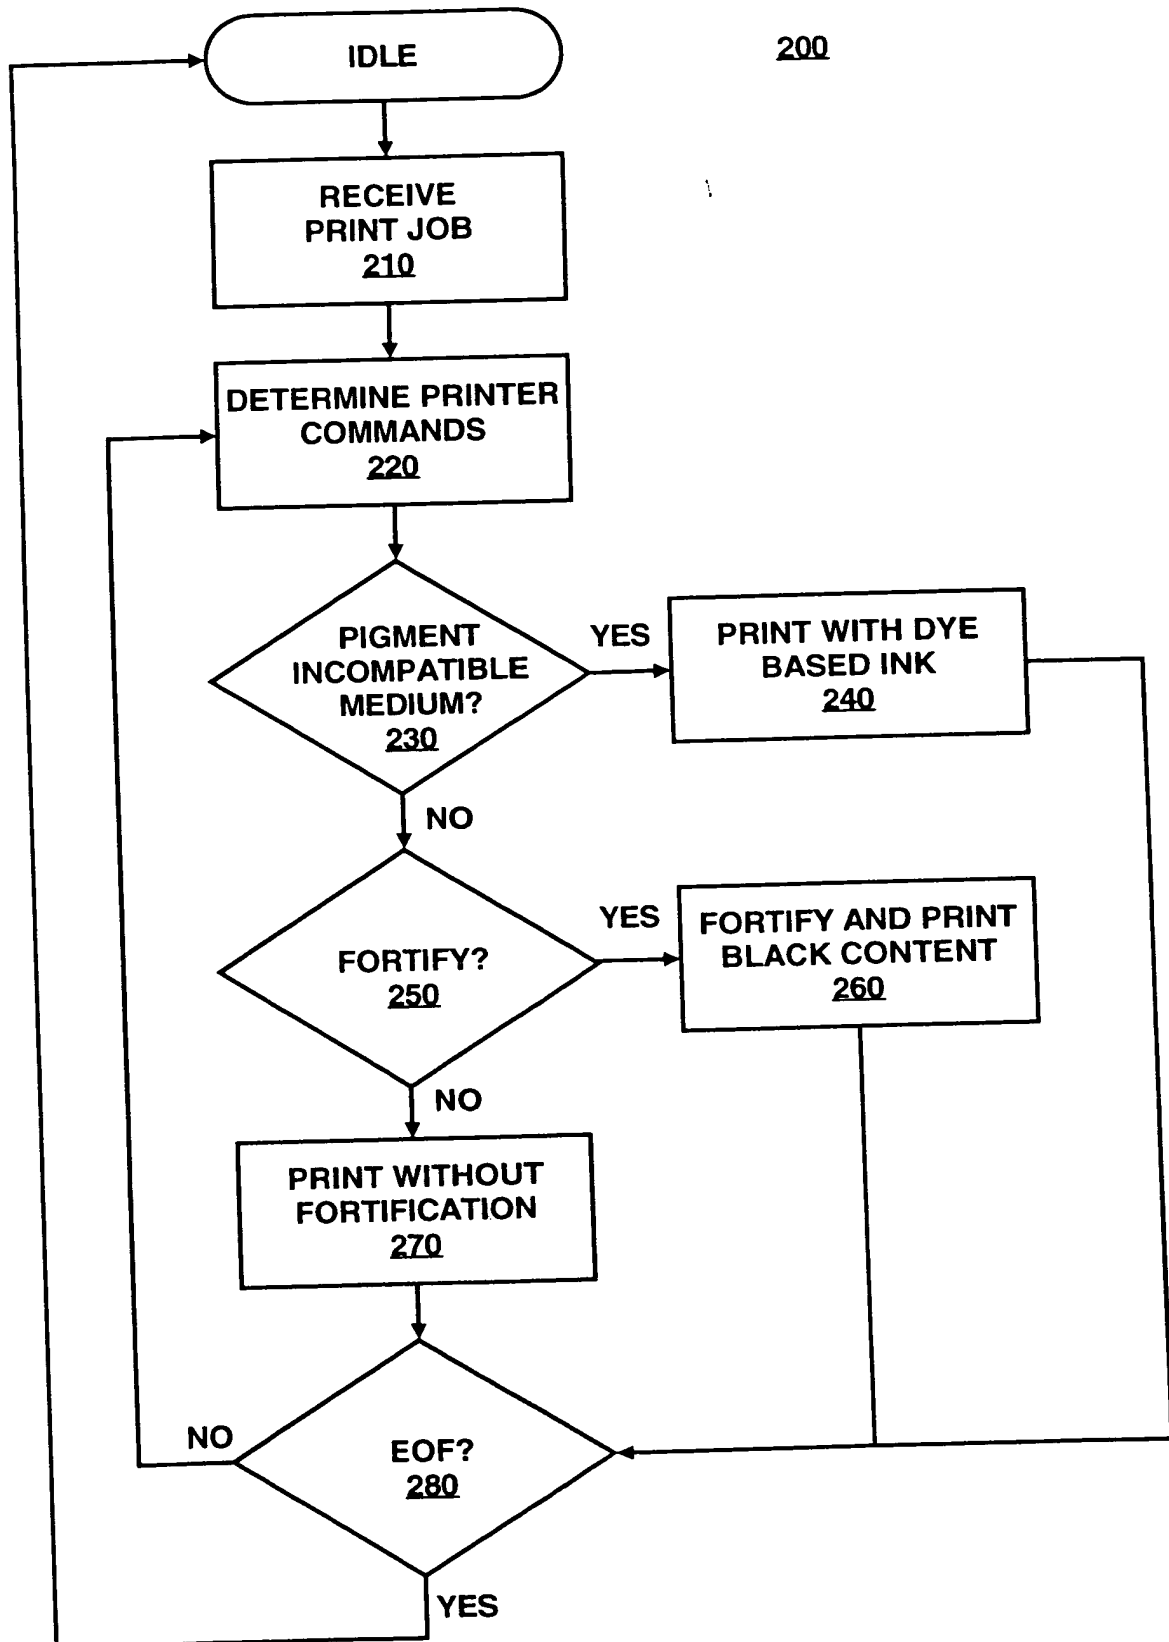 IDLE
200
RECEIVE
PRINT JOB
210
DETERMINE PRINTER
COMMANDS
220
PIGMENT
INCOMPATIBLE
MEDIUM?
230
YES
PRINT WITH DYE
BASED INK
240
NO
FORTIFY?
250
YES
FORTIFY AND PRINT
BLACK CONTENT
260
NO
PRINT WITHOUT
FORTIFICATION
270
NO
EOF?
280
YES